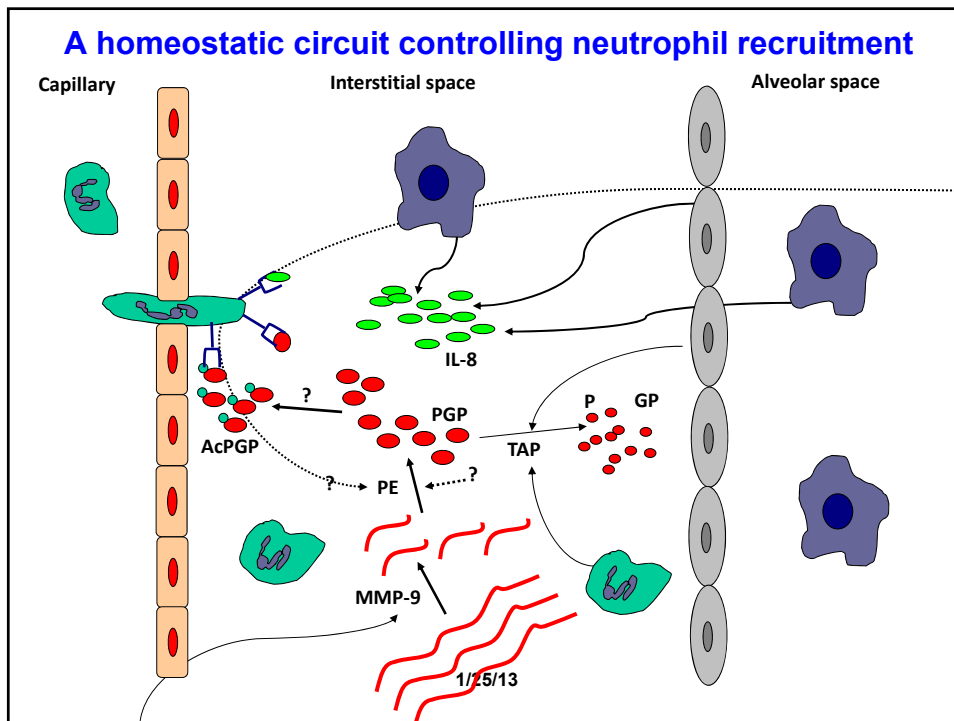 A homeostatic circuit controlling neutrophil recruitment
Capillary
Interstitial space
Alveolar space
IL-8
?
PGP
P
GP
AcPGP
TAP
?
PE
?
MMP-9
1/25/13